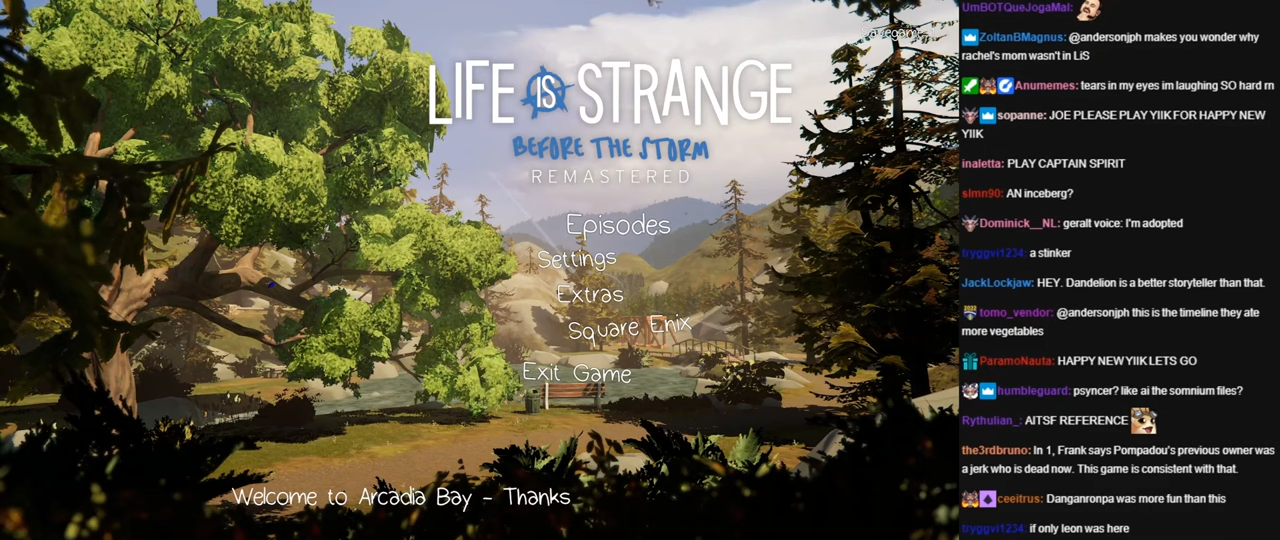 LIFE IS STRANGE
BEFORE THE STORM
REMASTERED
Episodes
Settings
Extras
Square Enix
Exit Game
Welcome to Arcadia Bay - Thanks
UmBOTQueJogaMal:
ZoltanBMagnus: @andersonjph makes you wonder why
rachel's mom wasn't in LiS
Anumemes: tears in my eyes im laughing SO hard rn
sopanne: JOE PLEASE PLAY YIIK FOR HAPPY NEW
YIIK
inaletta: PLAY CAPTAIN SPIRIT
slmn90: AN inceberg?
Dominick__NL: geralt voice: I'm adopted
tryggvi1234: a stinker
JackLockjaw: HEY. Dandelion is a better storyteller than that.
tomo_vendor: @andersonjph this is the timeline they ate
more vegetables
ParamoNauta: HAPPY NEW YIIK LETS GO
humbleguard: psyncer? like ai the somnium files?
Rythulian_: AITSF REFERENCE
the3rdbruno: In 1, Frank says Pompadou's previous owner was
a jerk who is dead now. This game is consistent with that.
ceeitrus: Danganronpa was more fun than this
tryggvi1234: if only leon was here